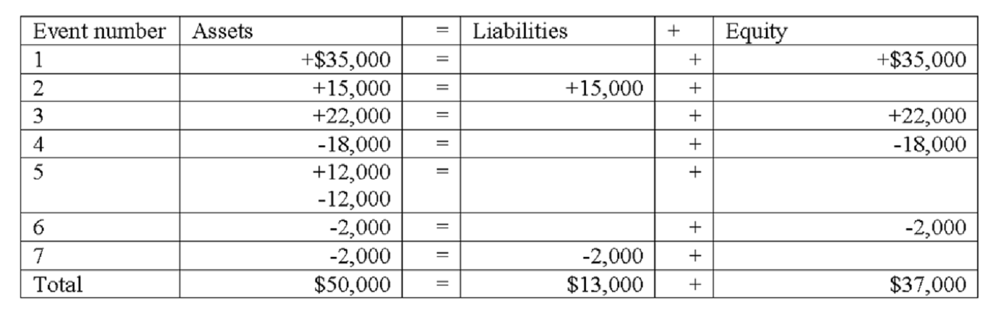 Event number Assets = Liabilities + Equity
1 +$35,000 = + +$35,000
2 +15,000 = +15,000 +
3 +22,000 = + +22,000
4 -18,000 = + -18,000
5 +12,000 = +
-12,000
6 -2,000 = + -2,000
7 -2,000 = -2,000 +
Total $50,000 = $13,000 + $37,000